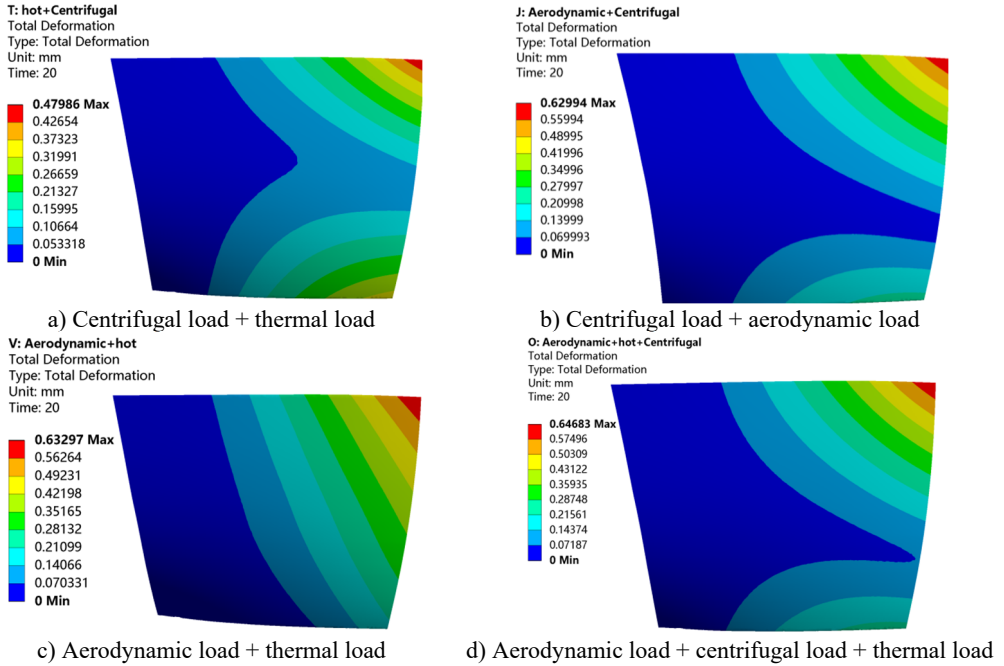 T: hot+Centrifugal
Total Deformation
Type: Total Deformation
Unit: mm
Time: 20
0.47986 Max
0.42654
0.37323
0.31991
0.26659
0.21327
0.15995
0.10664
0.053318
0 Min
a) Centrifugal load + thermal load
J: Aerodynamic+Centrifugal
Total Deformation
Type: Total Deformation
Unit: mm
Time: 20
0.62994 Max
0.55994
0.48995
0.41996
0.34996
0.27997
0.20998
0.13999
0.069993
0 Min
b) Centrifugal load + aerodynamic load
V: Aerodynamic+hot
Total Deformation
Type: Total Deformation
Unit: mm
Time: 20
0.63297 Max
0.56264
0.49231
0.42198
0.35165
0.28132
0.21099
0.14066
0.070331
0 Min
c) Aerodynamic load + thermal load
O: Aerodynamic+hot+Centrifugal
Total Deformation
Type: Total Deformation
Unit: mm
Time: 20
0.64683 Max
0.57496
0.50309
0.43122
0.35935
0.28748
0.21561
0.14374
0.07187
0 Min
d) Aerodynamic load + centrifugal load + thermal load